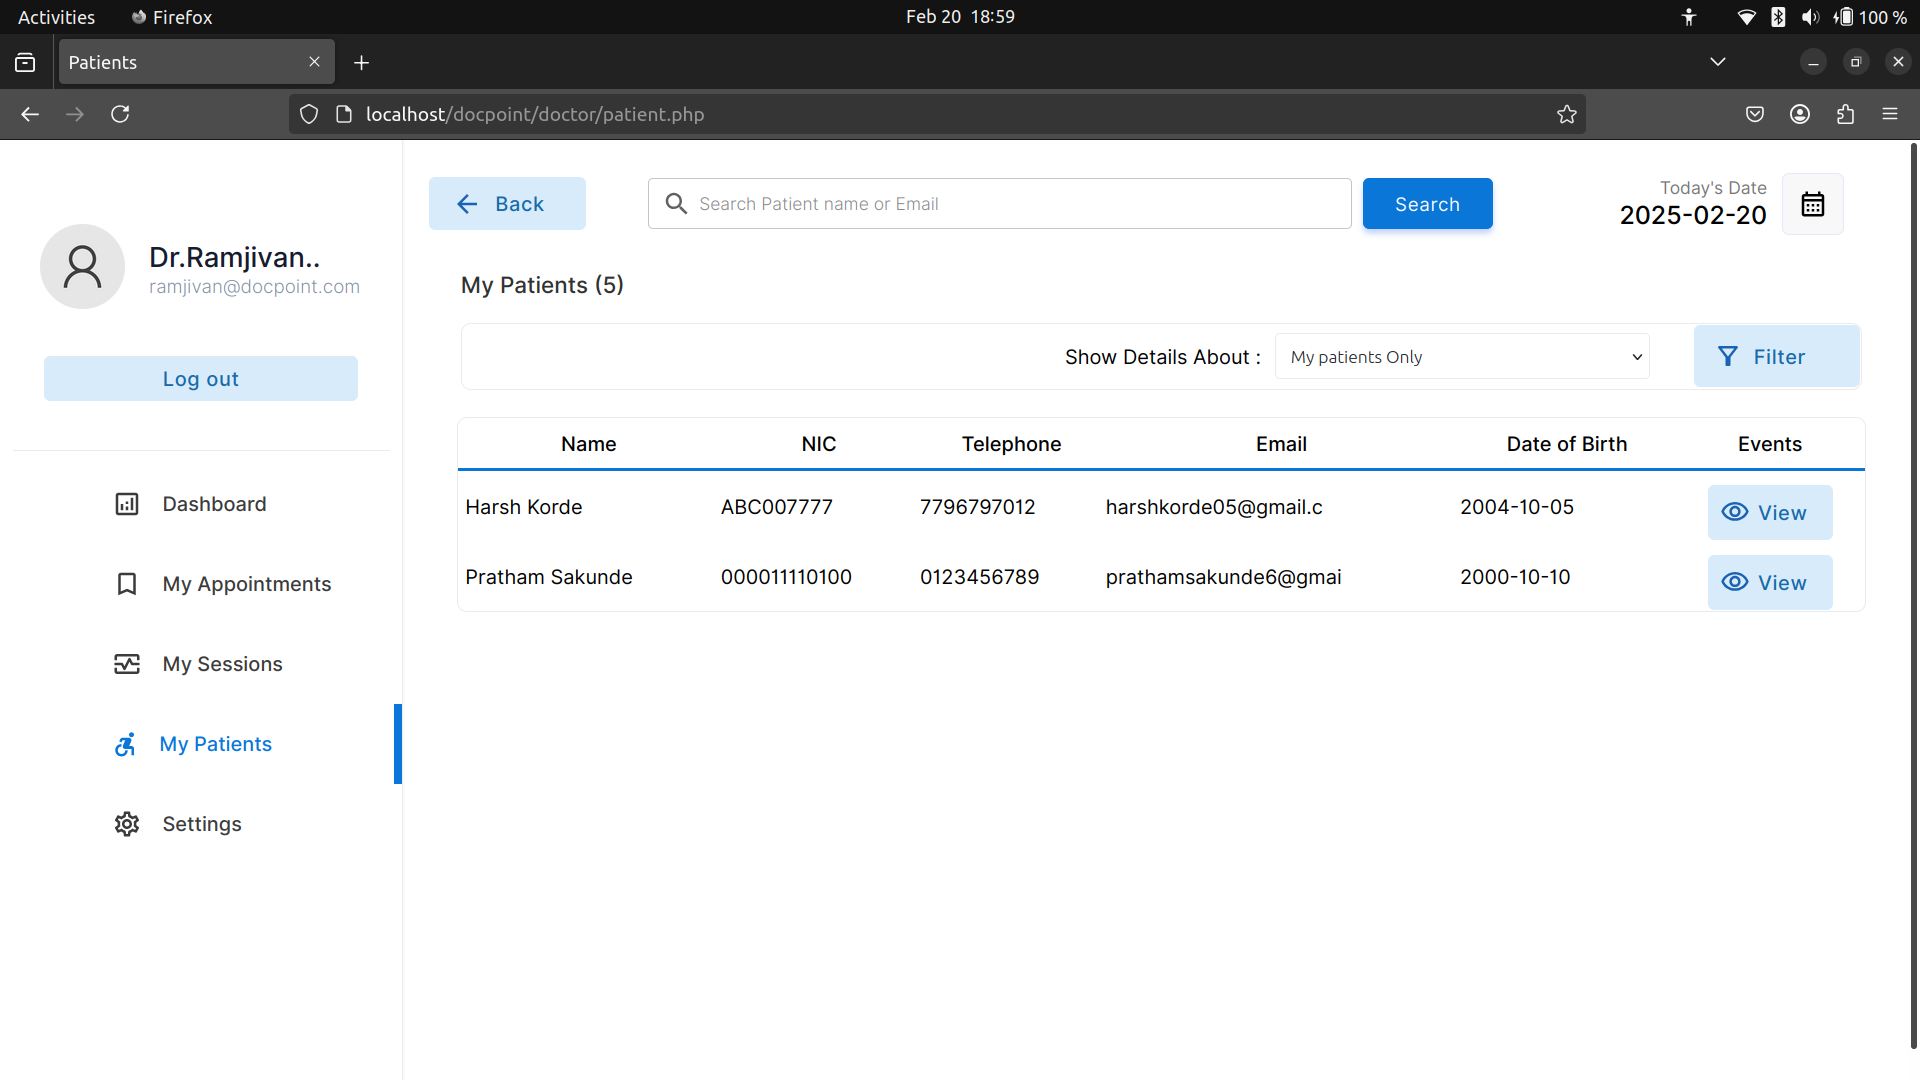 Activities Firefox Feb 20 18:59 100 %
Patients
localhost/docpoint/doctor/patient.php
Back Search Patient name or Email Search Today's Date
2025-02-20
Dr.Ramjivan..
ramjivan@docpoint.com
Log out
Dashboard
My Appointments
My Sessions
My Patients
Settings
My Patients (5)
Show Details About : My patients Only Filter
Name NIC Telephone Email Date of Birth Events
Harsh Korde ABC007777 7796797012 harshkorde05@gmail.c 2004-10-05 View
Pratham Sakunde 000011110100 0123456789 prathamsakunde6@gmai 2000-10-10 View